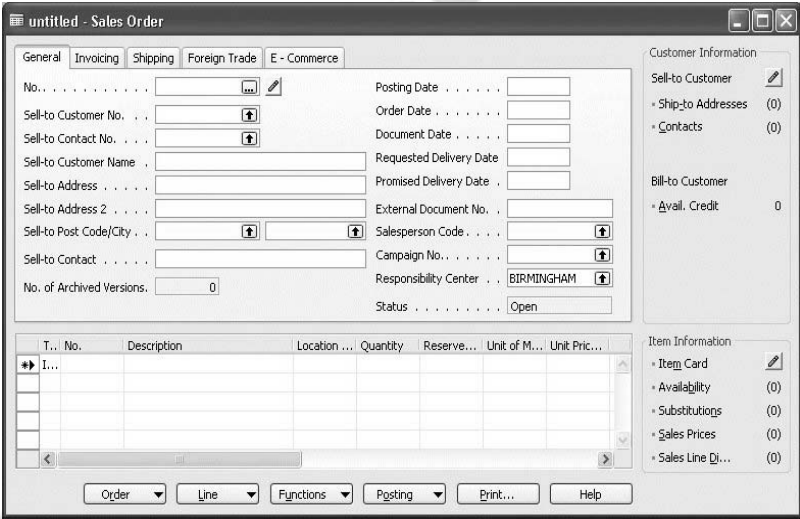 untitled - Sales Order
General Invoicing Shipping Foreign Trade E - Commerce
No.. . . . . . . . . . . .
Sell-to Customer No. . .
Sell-to Contact No. . . .
Sell-to Customer Name .
Sell-to Address . . . . .
Sell-to Address 2 . . . .
Sell-to Post Code/City . .
Sell-to Contact . . . . .
No. of Archived Versions. 0
Posting Date . . . . . .
Order Date . . . . . . .
Document Date . . . . .
Requested Delivery Date
Promised Delivery Date .
External Document No. .
Salesperson Code . . . .
Campaign No.. . . . . .
Responsibility Center . . BIRMINGHAM
Status . . . . . . . . . Open
Customer Information
Sell-to Customer
Ship-to Addresses (0)
Contacts (0)
Bill-to Customer
Avail. Credit 0
T.. No. Description Location ... Quantity Reserve... Unit of M... Unit Pric...
I...
Item Information
Item Card
Availability (0)
Substitutions (0)
Sales Prices (0)
Sales Line Di... (0)
Order Line Functions Posting Print... Help